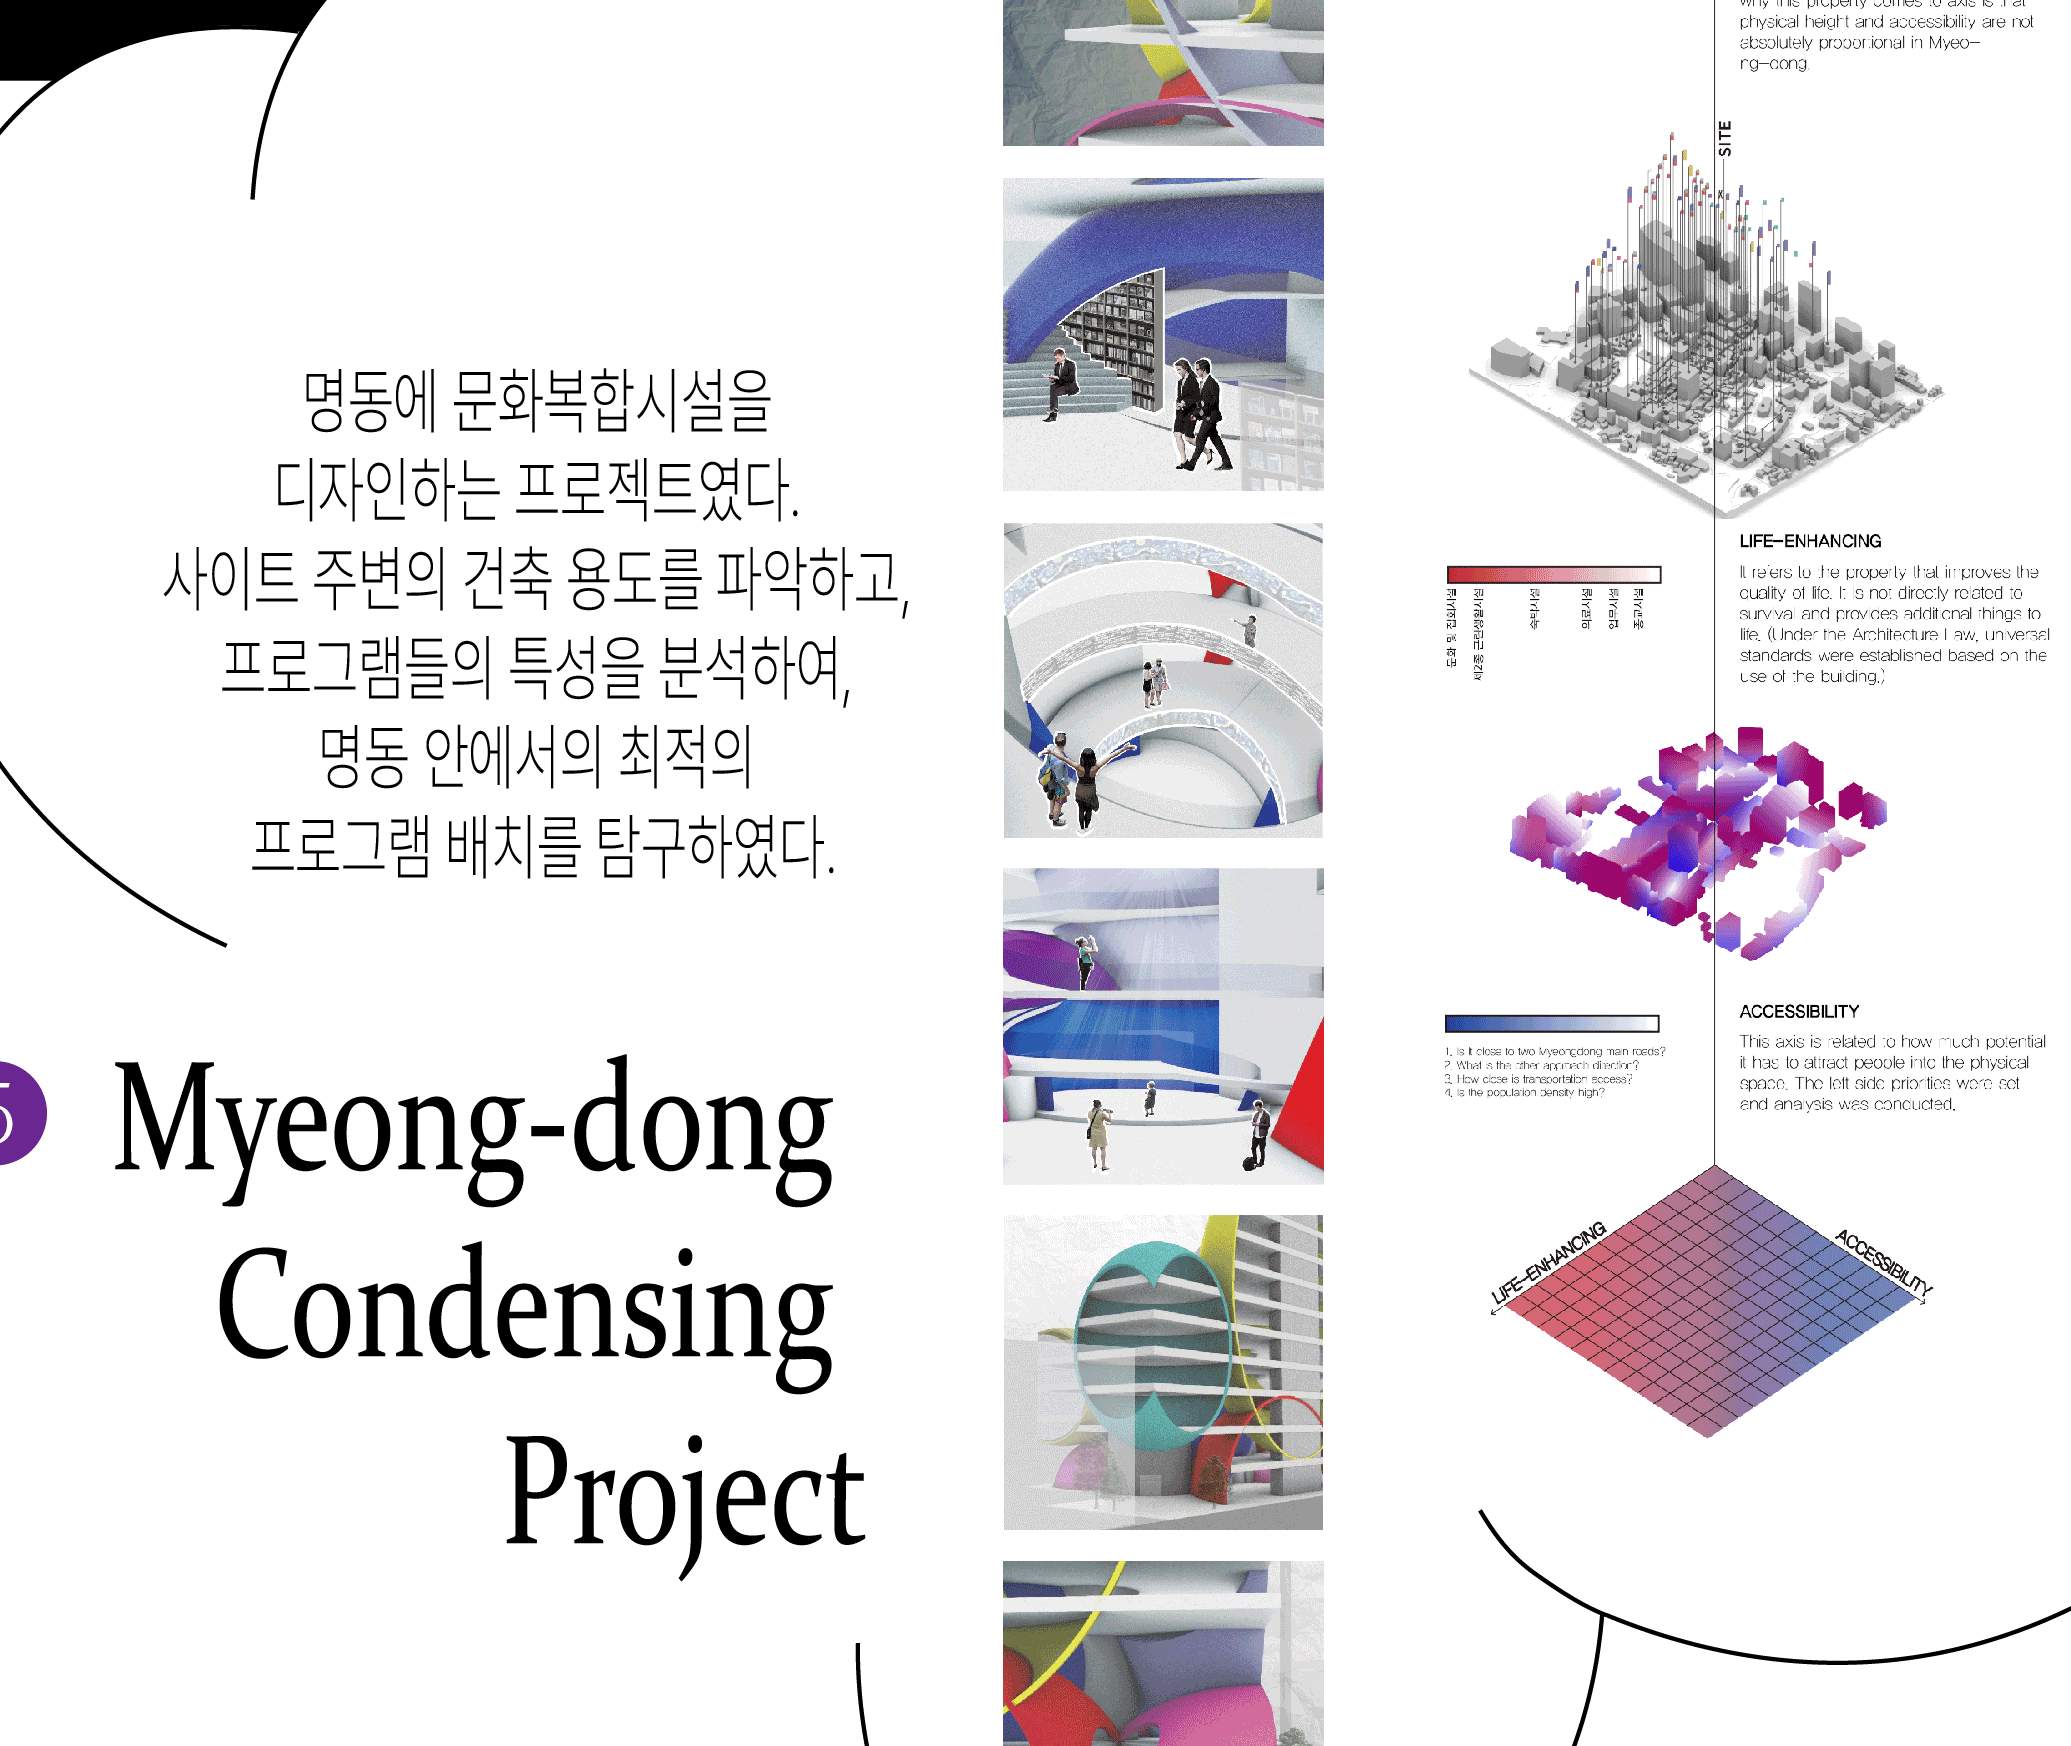 명동에 문화복합시설을
디자인하는 프로젝트였다.
사이트 주변의 건축 용도를 파악하고,
프로그램들의 특성을 분석하여,
명동 안에서의 최적의
프로그램 배치를 탐구하였다.
5
Myeong-dong
Condensing
Project
why this property comes to axis is that
physical height and accessibility are not
absolutely proportional in Myeo-
ng-dong.
SITE
x
LIFE-ENHANCING
It refers to the property that improves the
quality of life. It is not directly related to
survival and provides additional things to
life. (Under the Architecture Law, universal
standards were established based on the
use of the building.)
문화 및 집회시설
제2종 근린생활시설
숙박시설
의료시설
업무시설
종교시설
ACCESSIBILITY
This axis is related to how much potential
it has to attract people into the physical
space. The left side priorities were set
and analysis was conducted.
1. Is it close to two Myeongdong main roads?
2. What is the other approach direction?
3. How close is transportation access?
4. Is the population density high?
LIFE-ENHANCING
ACCESSIBILITY